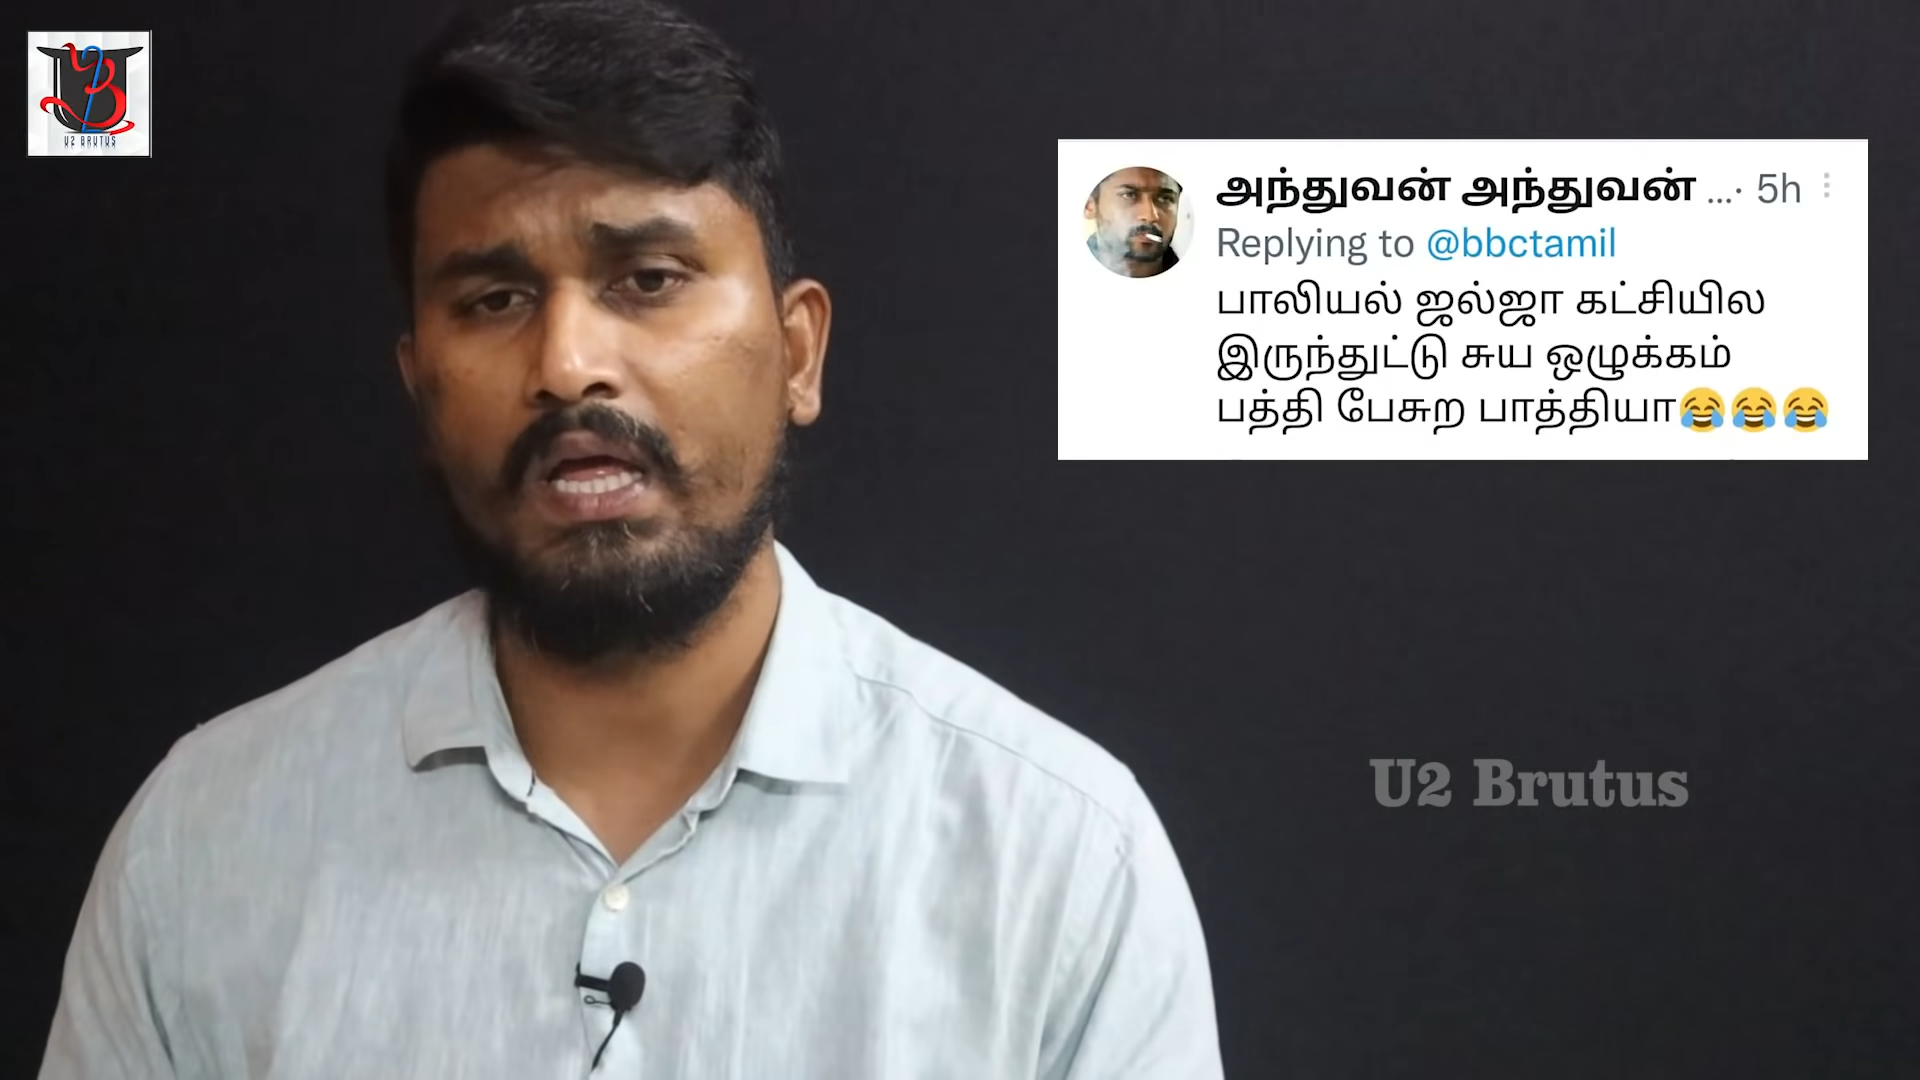 U2 BRUTUS
அந்துவன் அந்துவன் ...· 5h
Replying to @bbctamil
பாலியல் ஜல்ஜா கட்சியில
இருந்துட்டு சுய ஒழுக்கம்
பத்தி பேசுற பாத்தியா😂😂😂
U2 Brutus